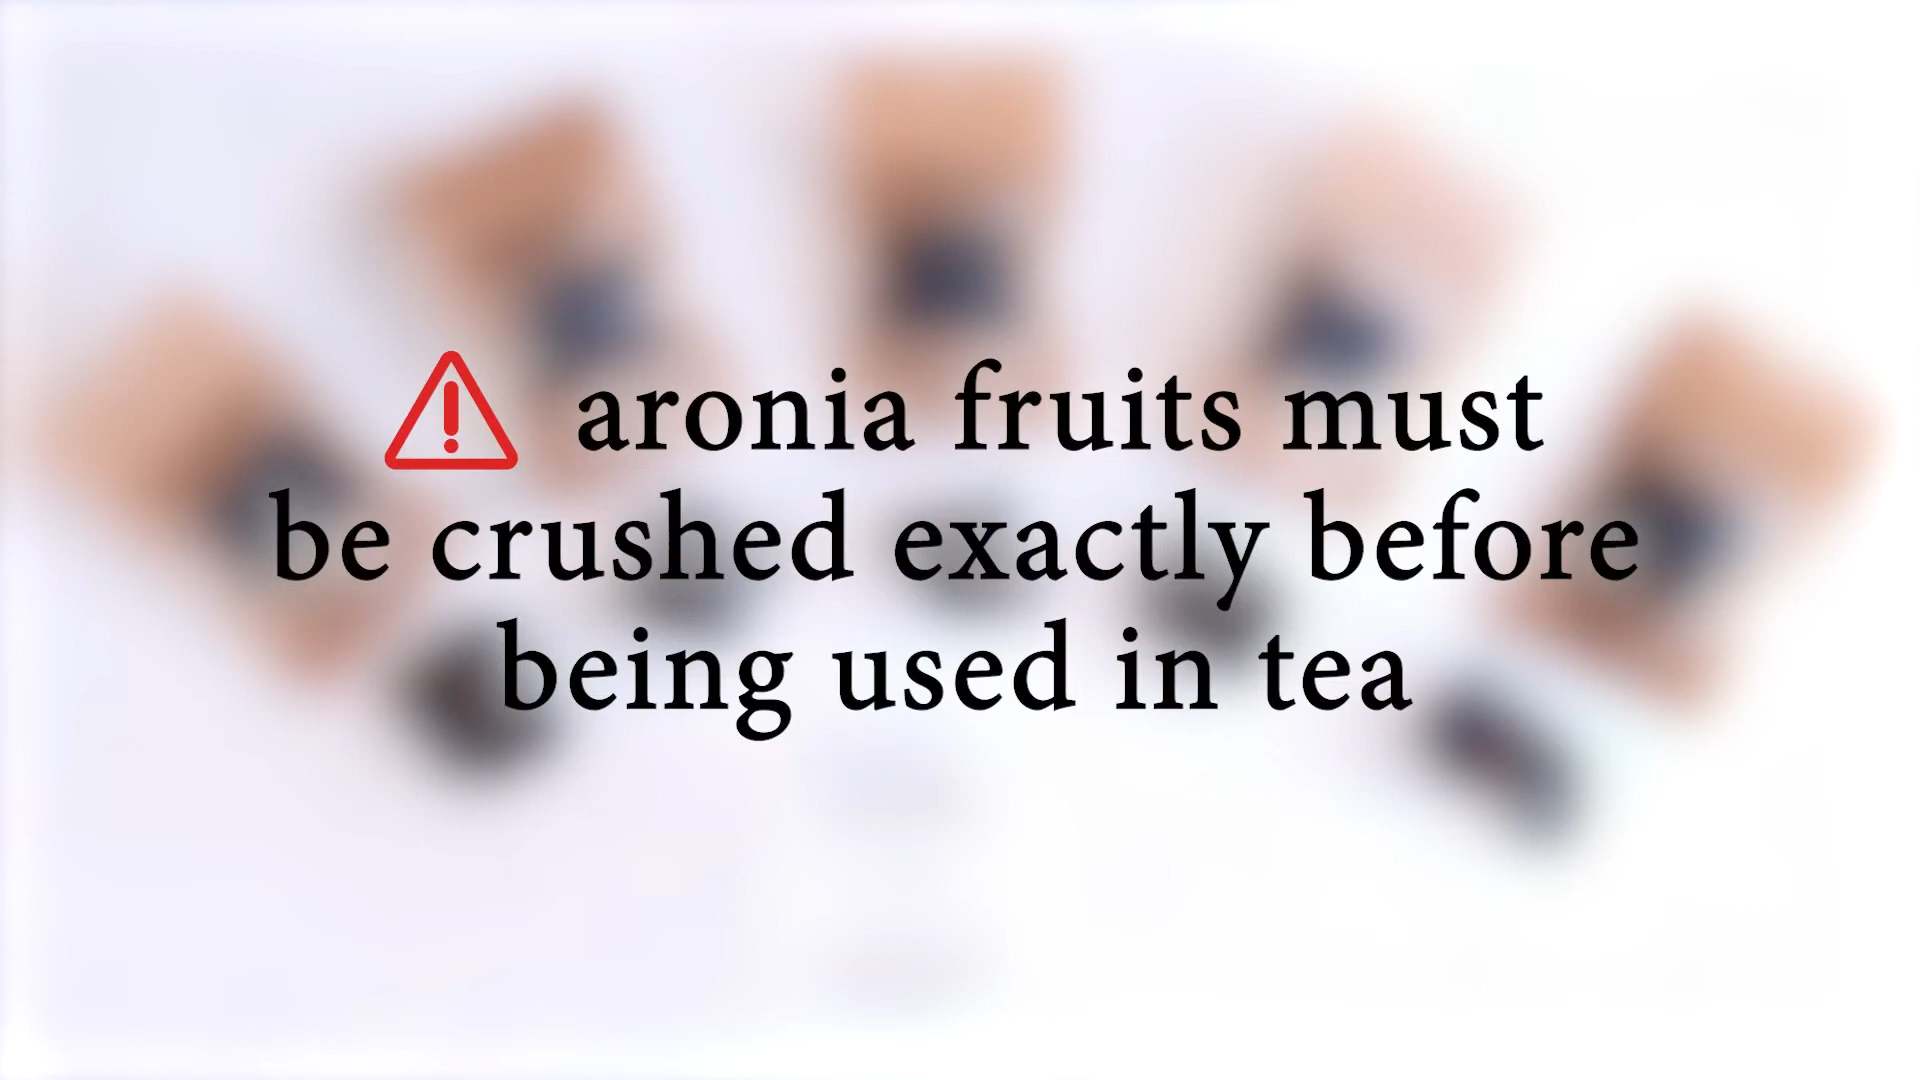 aronia fruits must
be crushed exactly before
being used in tea